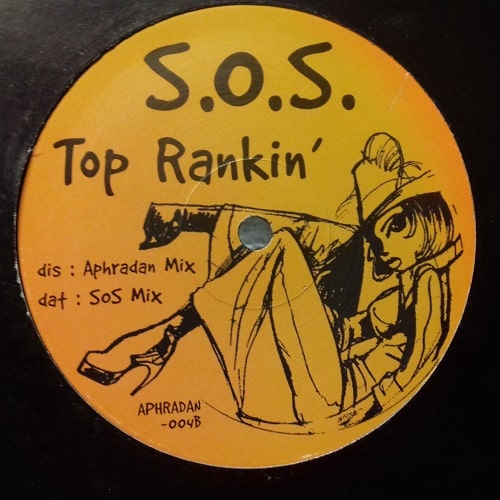 S.O.S.
Top Rankin'
dis : Aphradan Mix
dat : SoS Mix
APHRADAN
-004B